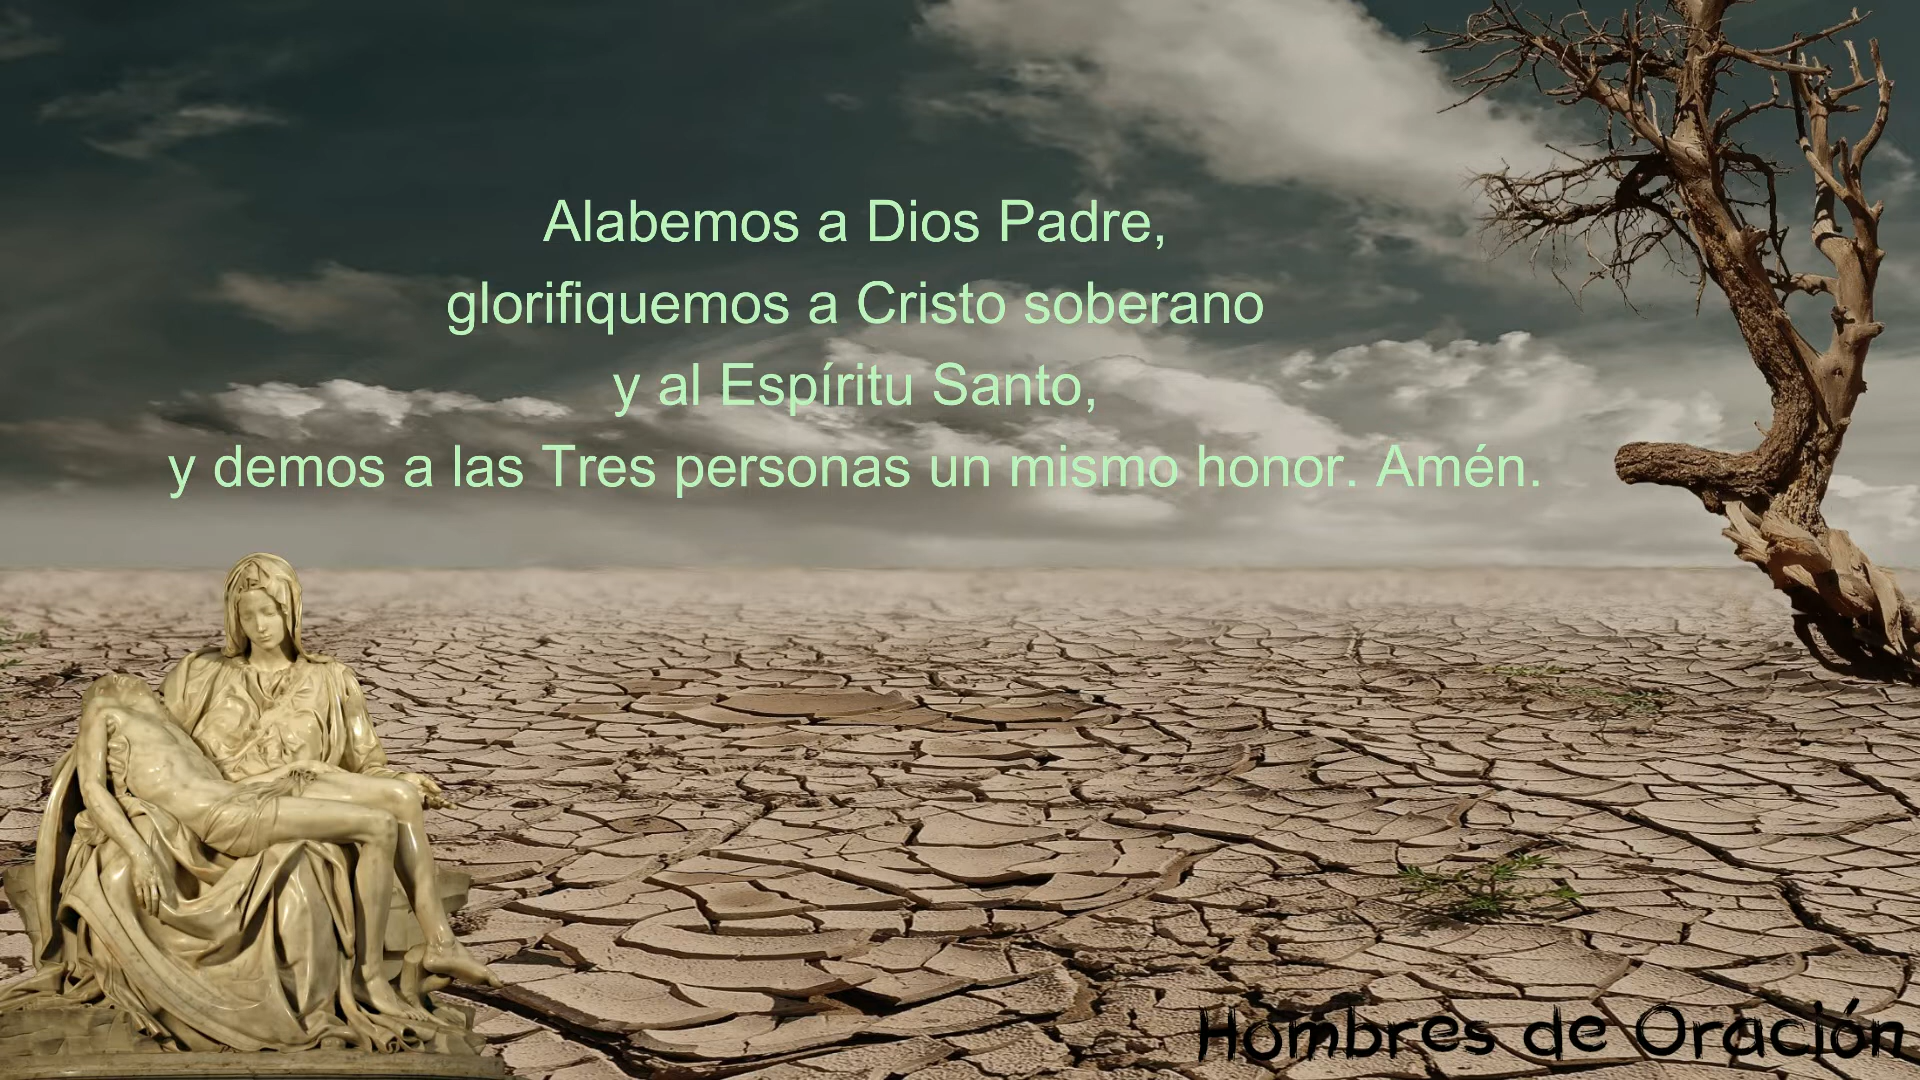 Alabemos a Dios Padre,
glorifiquemos a Cristo soberano
y al Espíritu Santo,
y demos a las Tres personas un mismo honor. Amén.
Hombres de Oración